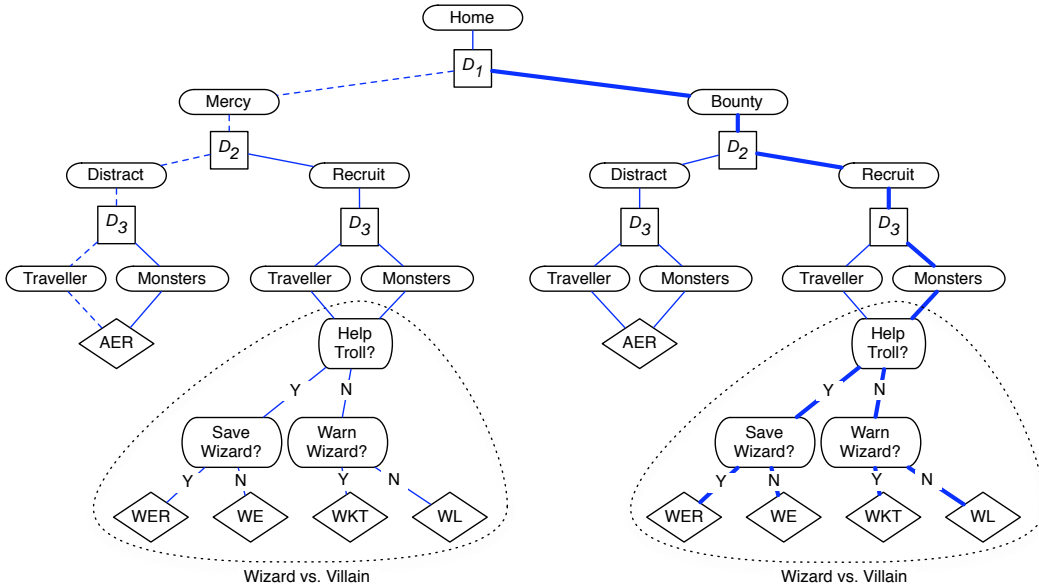 Home
D1
Mercy
Bounty
D2
D2
Distract
Recruit
Distract
Recruit
D3
D3
D3
D3
Traveller
Monsters
Traveller
Monsters
Traveller
Monsters
Traveller
Monsters
AER
Help
Troll?
AER
Help
Troll?
Y
N
Y
N
Save
Wizard?
Warn
Wizard?
Save
Wizard?
Warn
Wizard?
Y
N
Y
N
Y
N
Y
N
WER
WE
WKT
WL
WER
WE
WKT
WL
Wizard vs. Villain
Wizard vs. Villain